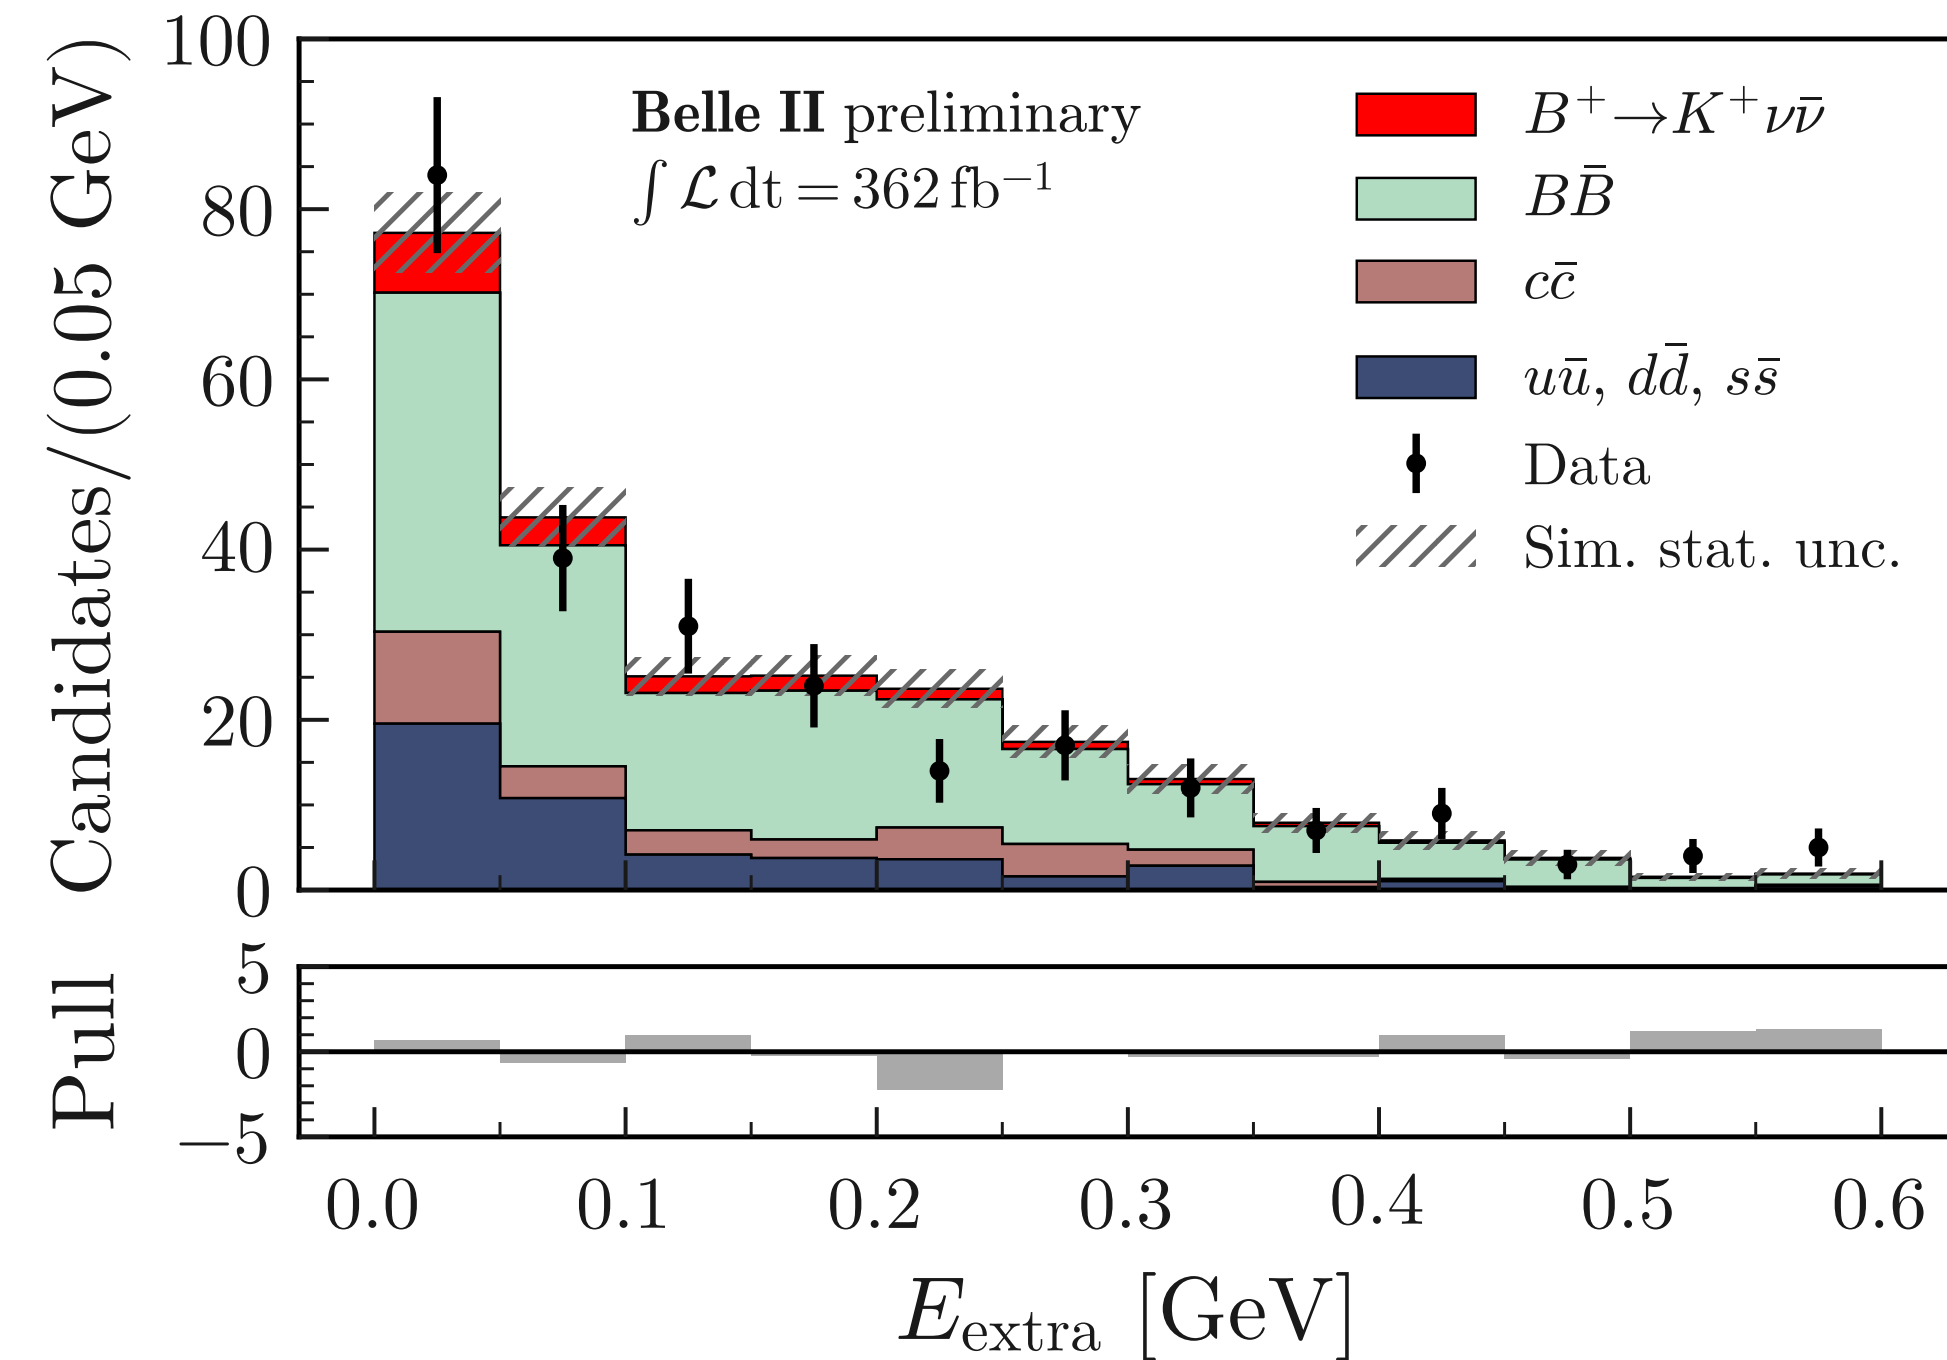 Candidates/(0.05 GeV)
100
80
60
40
20
0
Belle II preliminary
∫ ℒ dt = 362 fb⁻¹
B⁺→K⁺νν̄
BB̄
cc̄
uū, dd̄, ss̄
Data
Sim. stat. unc.
Pull
5
0
−5
0.0 0.1 0.2 0.3 0.4 0.5 0.6
E_extra [GeV]